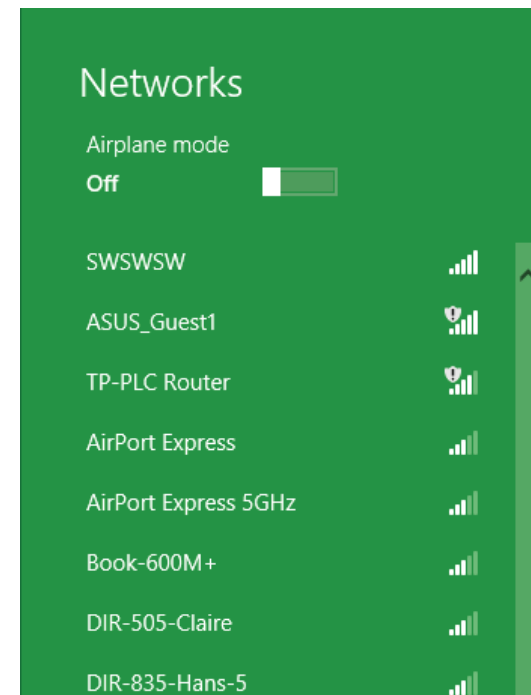 Networks
Airplane mode
Off
SWSWSW
ASUS_Guest1
TP-PLC Router
AirPort Express
AirPort Express 5GHz
Book-600M+
DIR-505-Claire
DIR-835-Hans-5